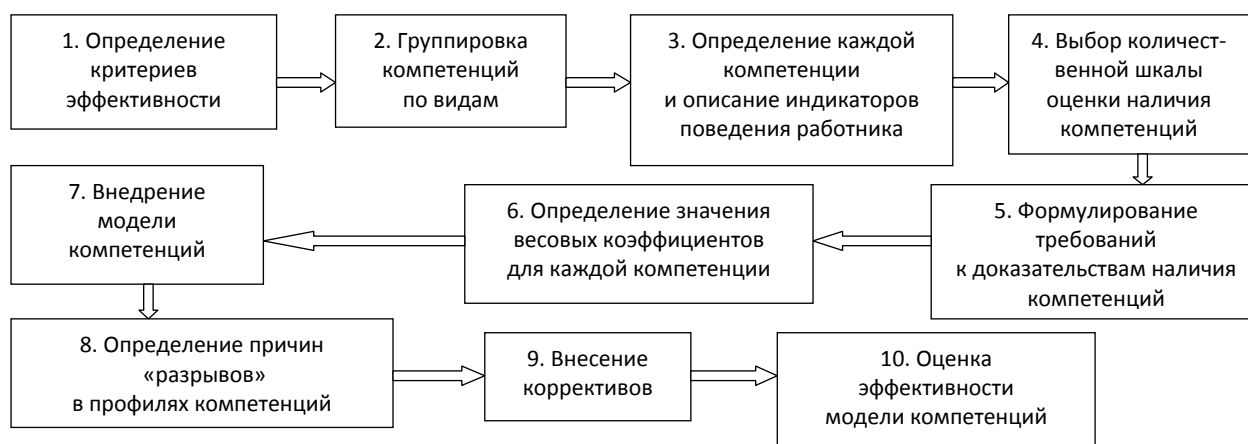 1. Определение
критериев
эффективности
2. Группировка
компетенций
по видам
3. Определение каждой
компетенции
и описание индикаторов
поведения работника
4. Выбор количест-
венной шкалы
оценки наличия
компетенций
5. Формулирование
требований
к доказательствам наличия
компетенций
6. Определение значения
весовых коэффициентов
для каждой компетенции
7. Внедрение
модели
компетенций
8. Определение причин
«разрывов»
в профилях компетенций
9. Внесение
коррективов
10. Оценка
эффективности
модели компетенций